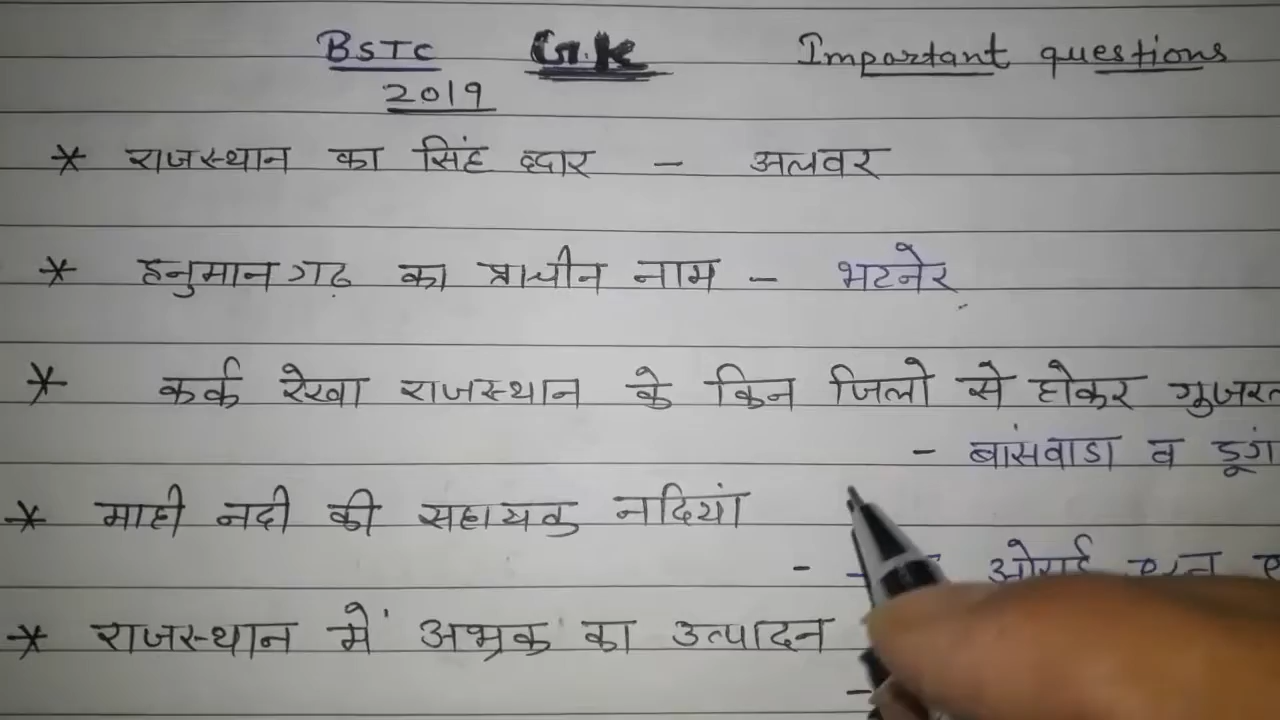 BSTC G.K Important questions
2019
* राजस्थान का सिंह द्वार - अलवर
* हनुमानगढ़ का प्राचीन नाम - भटनेर
* कर्क रेखा राजस्थान के किन जिलो से होकर गुजरत
- बांसवाडा व डूंग
* माही नदी की सहायक नदियां
-
* राजस्थान में अभ्रक का उत्पादन
-